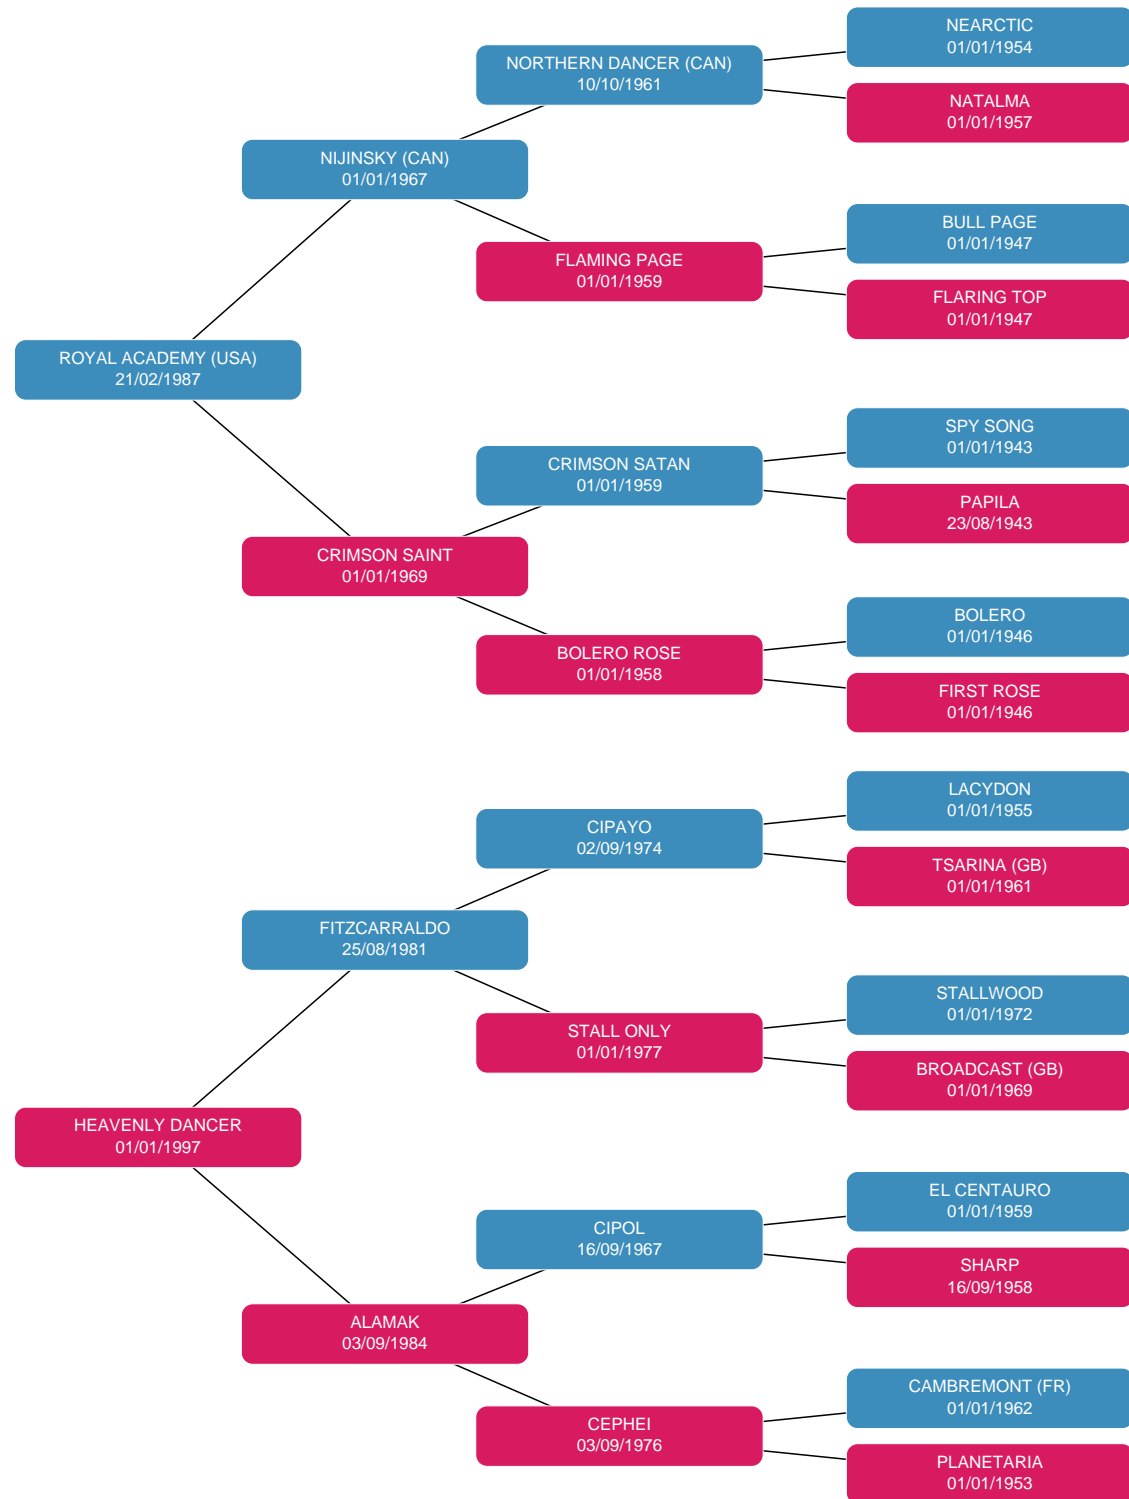 NEARCTIC
01/01/1954
NORTHERN DANCER (CAN)
10/10/1961
NATALMA
01/01/1957
NIJINSKY (CAN)
01/01/1967
BULL PAGE
01/01/1947
FLAMING PAGE
01/01/1959
FLARING TOP
01/01/1947
ROYAL ACADEMY (USA)
21/02/1987
SPY SONG
01/01/1943
CRIMSON SATAN
01/01/1959
PAPILA
23/08/1943
CRIMSON SAINT
01/01/1969
BOLERO
01/01/1946
BOLERO ROSE
01/01/1958
FIRST ROSE
01/01/1946
LACYDON
01/01/1955
CIPAYO
02/09/1974
TSARINA (GB)
01/01/1961
FITZCARRALDO
25/08/1981
STALLWOOD
01/01/1972
STALL ONLY
01/01/1977
BROADCAST (GB)
01/01/1969
HEAVENLY DANCER
01/01/1997
EL CENTAURO
01/01/1959
CIPOL
16/09/1967
SHARP
16/09/1958
ALAMAK
03/09/1984
CAMBREMONT (FR)
01/01/1962
CEPHEI
03/09/1976
PLANETARIA
01/01/1953